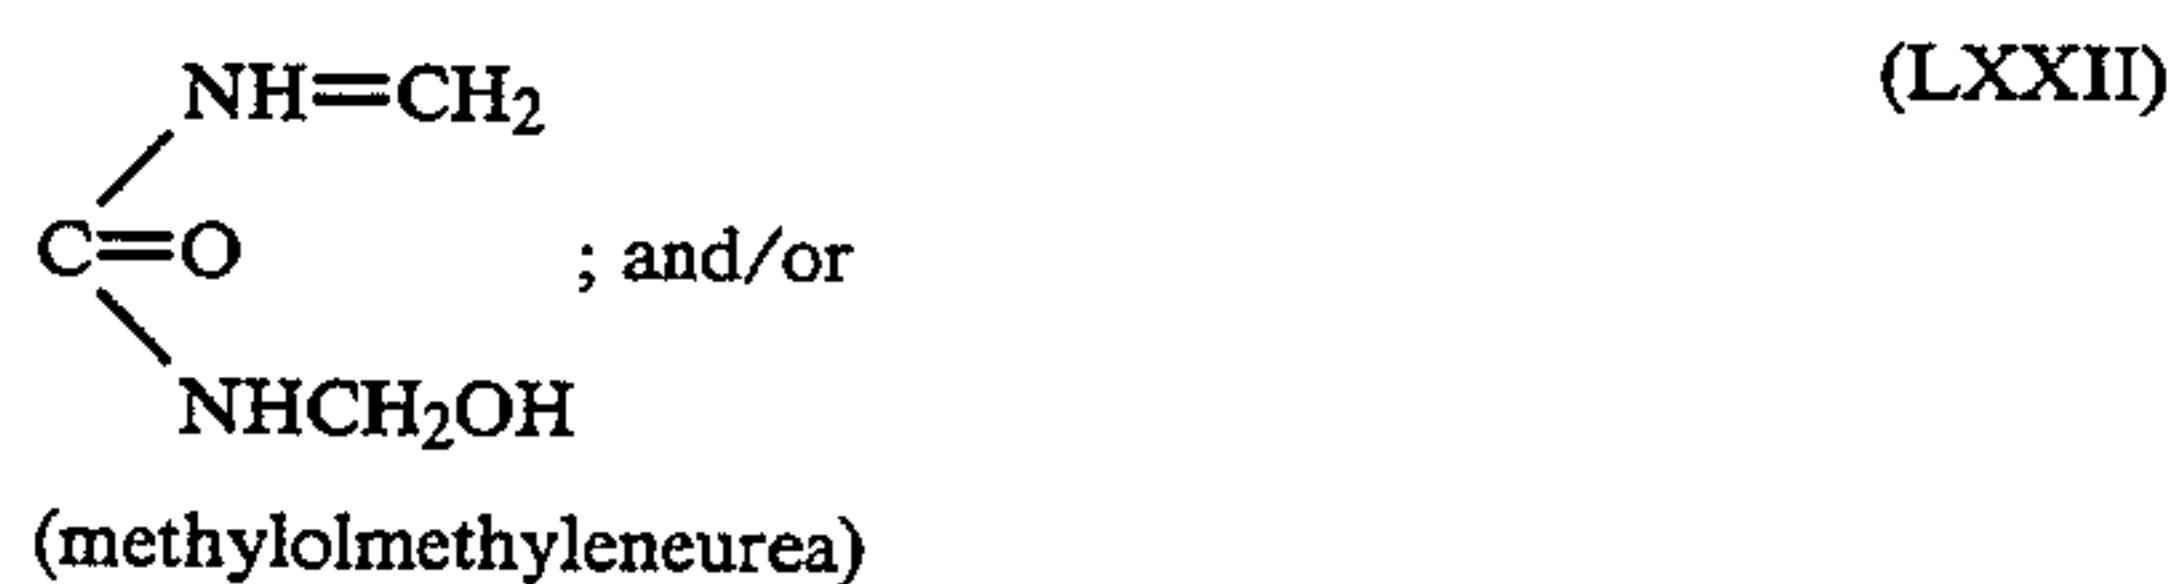 NH=CH₂ (LXXII)
C=O ; and/or
NHCH₂OH
(methylolmethyleneurea)